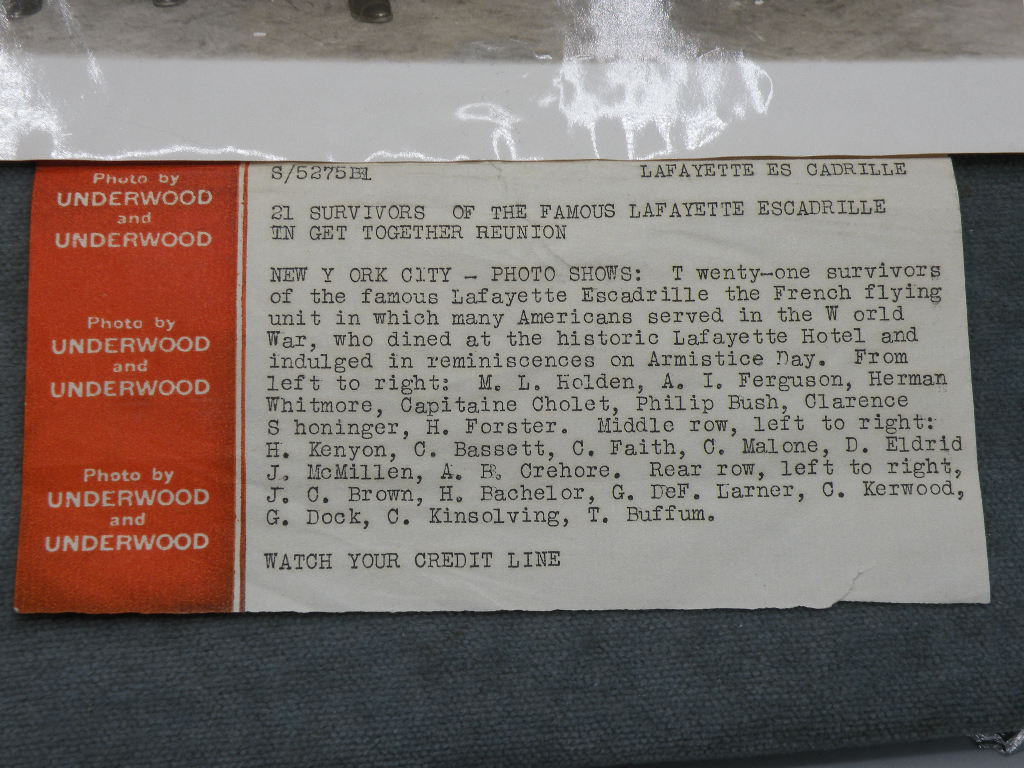 Photo by
UNDERWOOD
and
UNDERWOOD
Photo by
UNDERWOOD
and
UNDERWOOD
Photo by
UNDERWOOD
and
UNDERWOOD
S/5275B1 LAFAYETTE ES CADRILLE
21 SURVIVORS OF THE FAMOUS LAFAYETTE ESCADRILLE
IN GET TOGETHER REUNION
NEW Y ORK CITY - PHOTO SHOWS: T wenty-one survivors
of the famous Lafayette Escadrille the French flying
unit in which many Americans served in the W orld
War, who dined at the historic Lafayette Hotel and
indulged in reminiscences on Armistice Day. From
left to right: M. L. Holden, A. I. Ferguson, Herman
Whitmore, Capitaine Cholet, Philip Bush, Clarence
S honinger, H. Forster. Middle row, left to right:
H. Kenyon, C. Bassett, C. Faith, C. Malone, D. Eldrid
J. McMillen, A. B. Crehore. Rear row, left to right,
J. C. Brown, H. Bachelor, G. DeF. Larner, C. Kerwood,
G. Dock, C. Kinsolving, T. Buffum.
WATCH YOUR CREDIT LINE